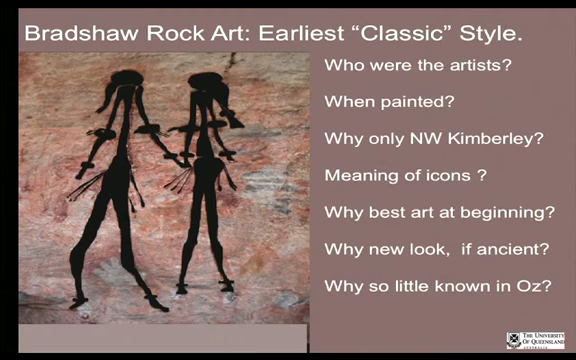 Bradshaw Rock Art: Earliest “Classic” Style.
Who were the artists?
When painted?
Why only NW Kimberley?
Meaning of icons ?
Why best art at beginning?
Why new look, if ancient?
Why so little known in Oz?
THE UNIVERSITY
OF QUEENSLAND
AUSTRALIA